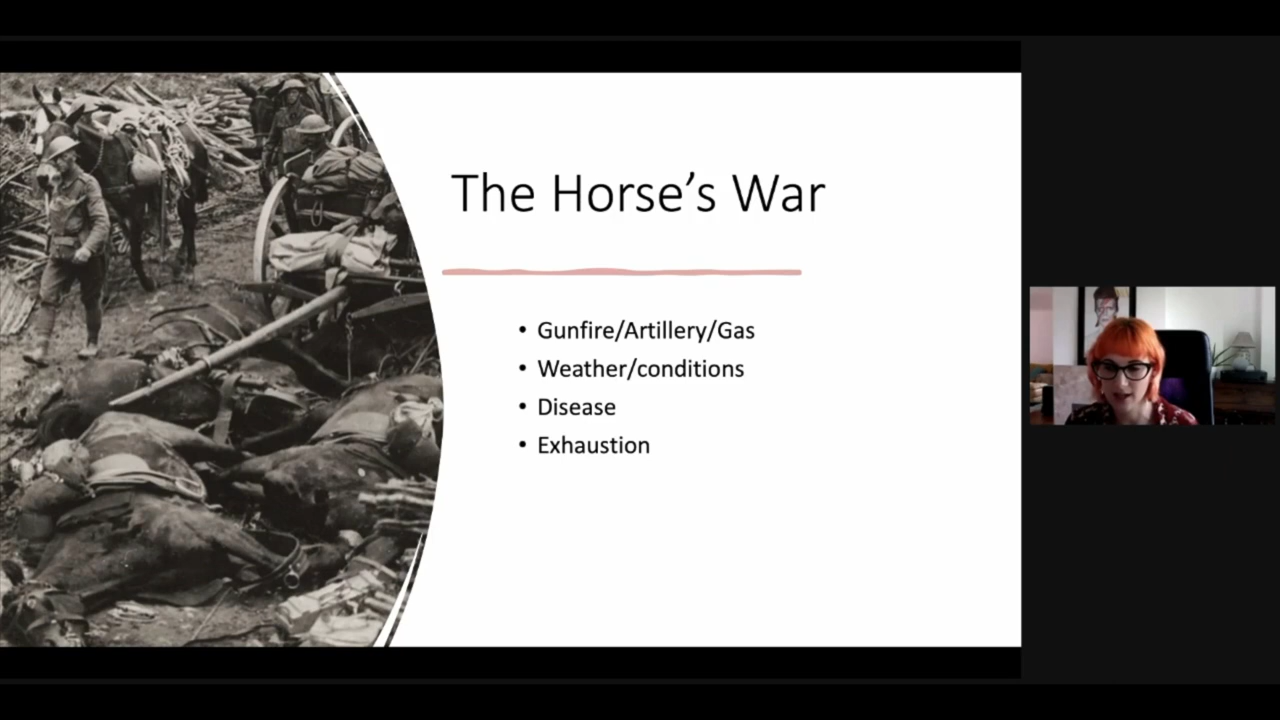 The Horse’s War
• Gunfire/Artillery/Gas
• Weather/conditions
• Disease
• Exhaustion